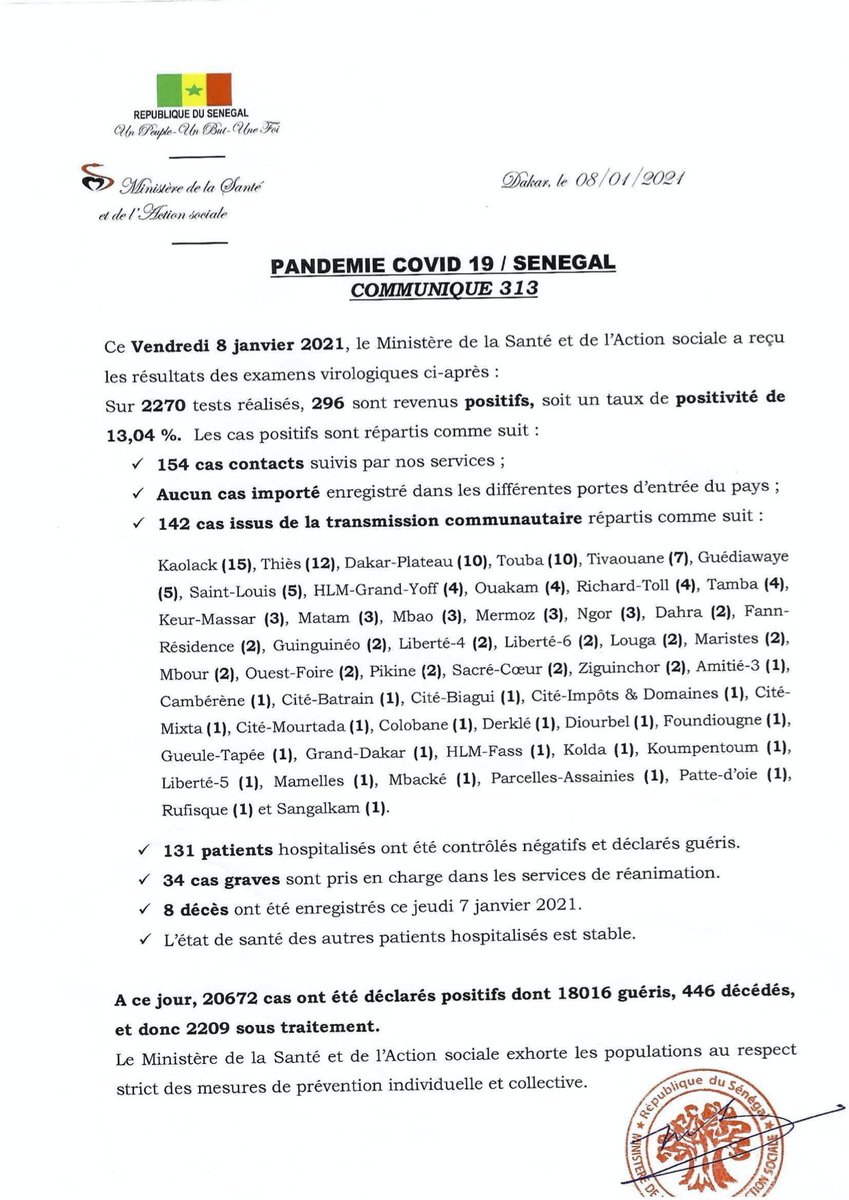 REPUBLIQUE DU SENEGAL
Un Peuple-Un But-Une Foi
Ministère de la Santé
et de l'Action sociale
Dakar, le 08/01/2021
PANDEMIE COVID 19 / SENEGAL
COMMUNIQUE 313
Ce Vendredi 8 janvier 2021, le Ministère de la Santé et de l'Action sociale a reçu
les résultats des examens virologiques ci-après :
Sur 2270 tests réalisés, 296 sont revenus positifs, soit un taux de positivité de
13,04 %. Les cas positifs sont répartis comme suit :
✓ 154 cas contacts suivis par nos services ;
✓ Aucun cas importé enregistré dans les différentes portes d'entrée du pays ;
✓ 142 cas issus de la transmission communautaire répartis comme suit :
Kaolack (15), Thiès (12), Dakar-Plateau (10), Touba (10), Tivaouane (7), Guédiawaye
(5), Saint-Louis (5), HLM-Grand-Yoff (4), Ouakam (4), Richard-Toll (4), Tamba (4),
Keur-Massar (3), Matam (3), Mbao (3), Mermoz (3), Ngor (3), Dahra (2), Fann-
Résidence (2), Guinguinéo (2), Liberté-4 (2), Liberté-6 (2), Louga (2), Maristes (2),
Mbour (2), Ouest-Foire (2), Pikine (2), Sacré-Cœur (2), Ziguinchor (2), Amitié-3 (1),
Cambérène (1), Cité-Batrain (1), Cité-Biagui (1), Cité-Impôts & Domaines (1), Cité-
Mixta (1), Cité-Mourtada (1), Colobane (1), Derklé (1), Diourbel (1), Foundiougne (1),
Gueule-Tapée (1), Grand-Dakar (1), HLM-Fass (1), Kolda (1), Koumpentoum (1),
Liberté-5 (1), Mamelles (1), Mbacké (1), Parcelles-Assainies (1), Patte-d'oie (1),
Rufisque (1) et Sangalkam (1).
✓ 131 patients hospitalisés ont été contrôlés négatifs et déclarés guéris.
✓ 34 cas graves sont pris en charge dans les services de réanimation.
✓ 8 décès ont été enregistrés ce jeudi 7 janvier 2021.
✓ L'état de santé des autres patients hospitalisés est stable.
A ce jour, 20672 cas ont été déclarés positifs dont 18016 guéris, 446 décédés,
et donc 2209 sous traitement.
Le Ministère de la Santé et de l'Action sociale exhorte les populations au respect
strict des mesures de prévention individuelle et collective.
République du Sénégal
MINISTÈRE DE ACTION SOCIALE